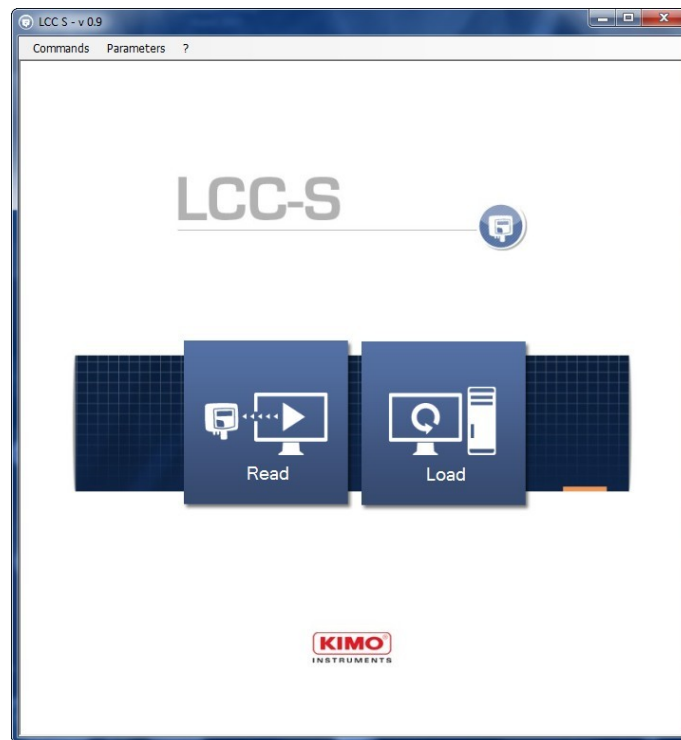 LCC S - v 0.9
Commands Parameters ?
LCC-S
Read Load
KIMO®
INSTRUMENTS